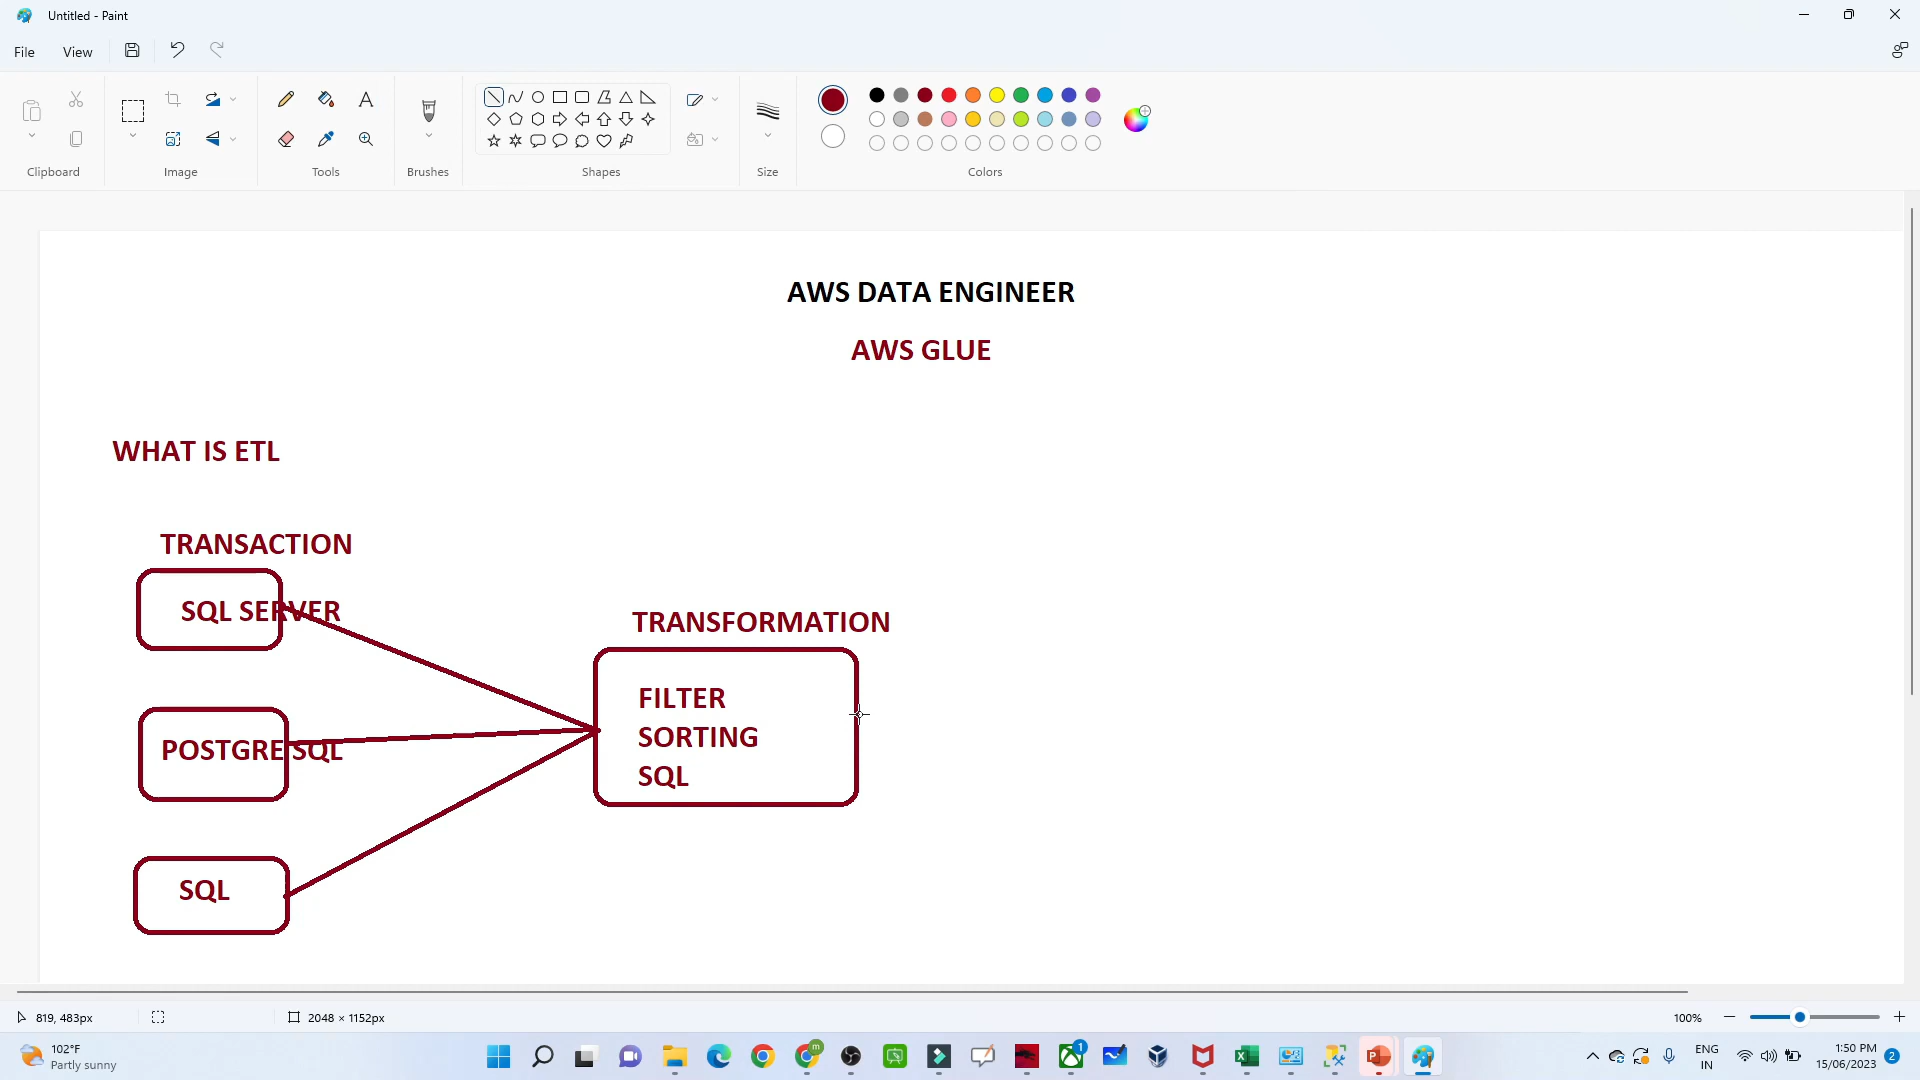 Untitled - Paint
File View
Clipboard
Image
Tools
Brushes
Shapes
Size
Colors
AWS DATA ENGINEER
AWS GLUE
WHAT IS ETL
TRANSACTION
SQL SERVER
TRANSFORMATION
FILTER
SORTING
SQL
POSTGRE SQL
SQL
819, 483px
2048 × 1152px
100%
102°F
Partly sunny
m
1
ENG
IN
1:50 PM
15/06/2023
2